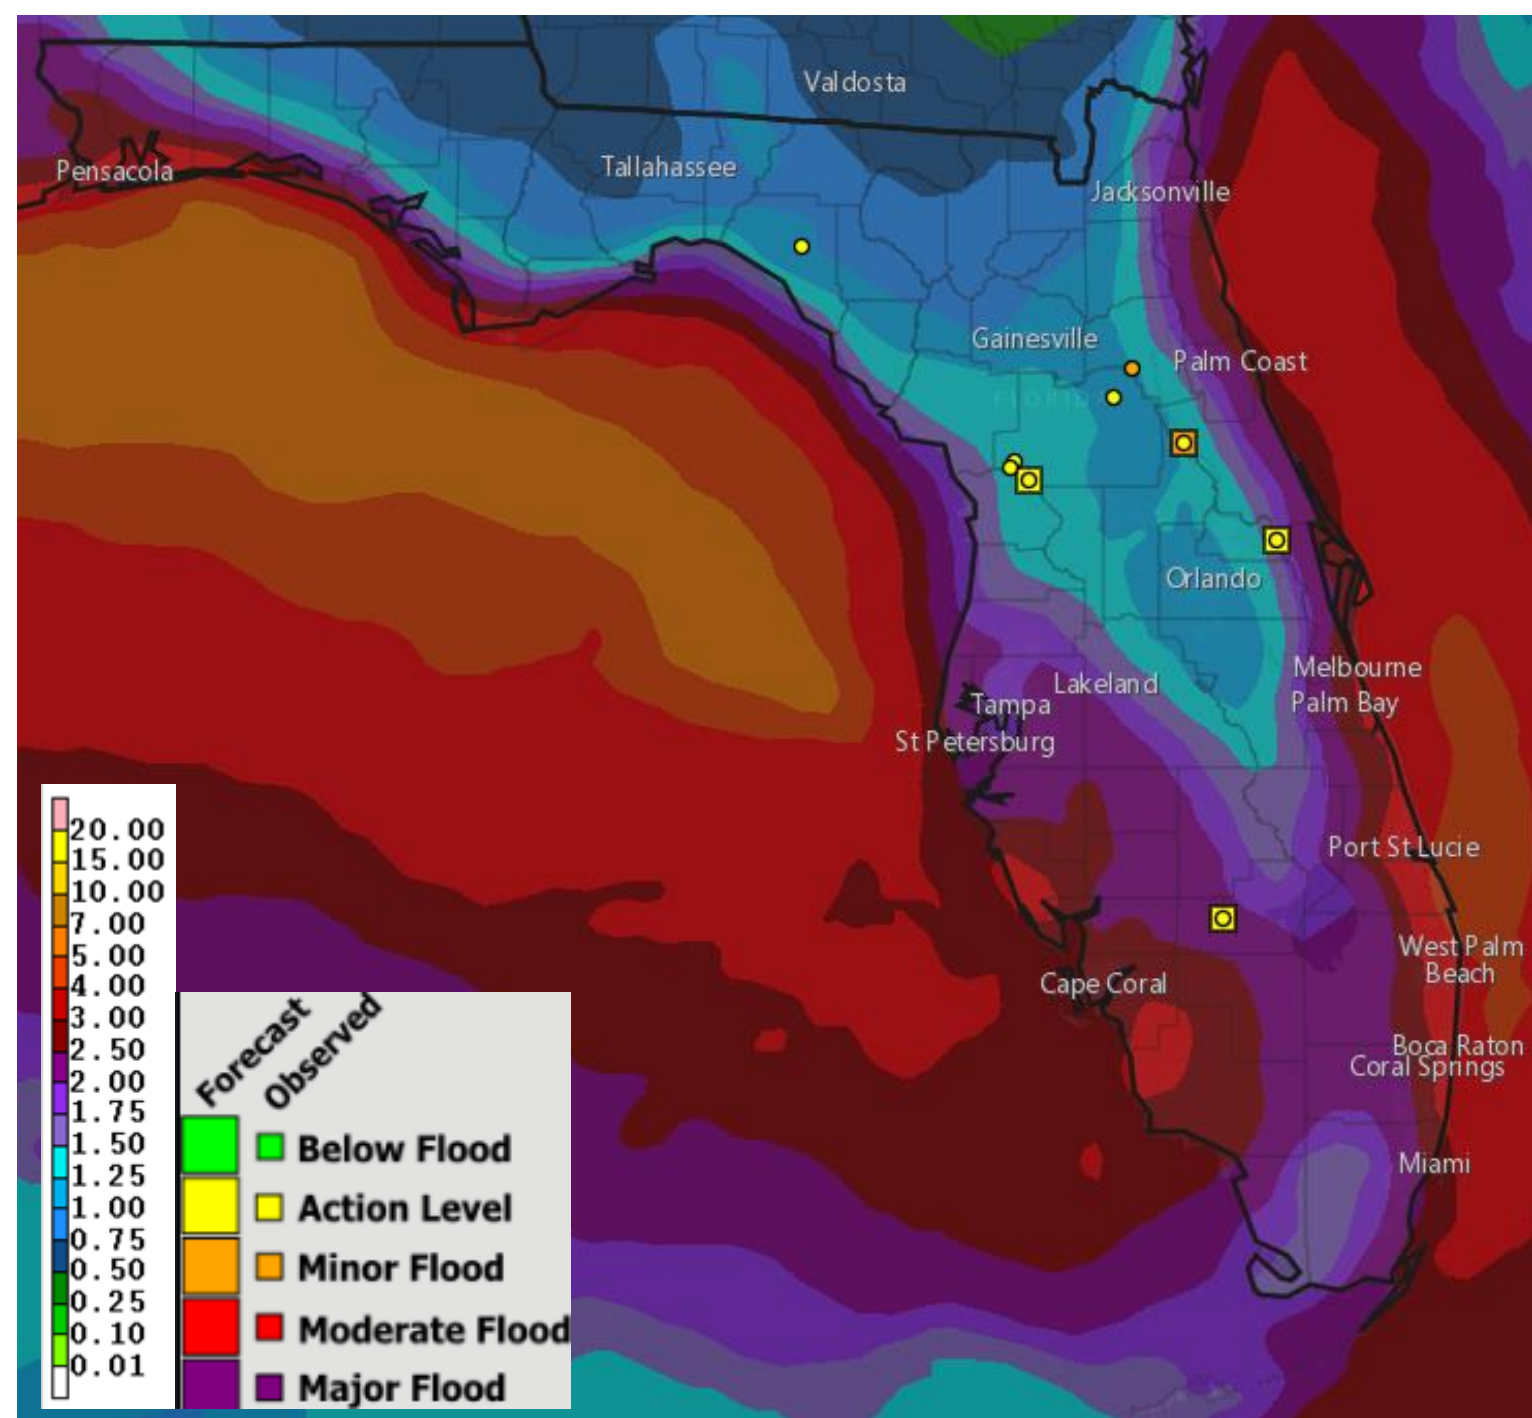 Valdosta
Pensacola
Tallahassee
Jacksonville
Gainesville
Palm Coast
FLORIDA
Orlando
Melbourne
Palm Bay
Lakeland
Tampa
St Petersburg
Port St Lucie
West Palm
Beach
Cape Coral
Boca Raton
Coral Springs
Miami
20.00
15.00
10.00
7.00
5.00
4.00
3.00
2.50
2.00
1.75
1.50
1.25
1.00
0.75
0.50
0.25
0.10
0.01
Forecast
Observed
Below Flood
Action Level
Minor Flood
Moderate Flood
Major Flood